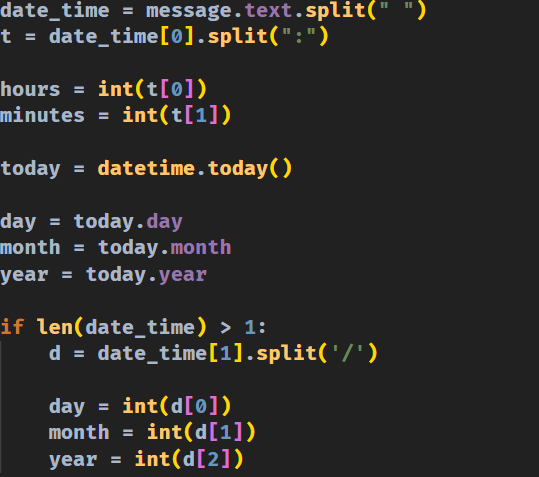 date_time = message.text.split(" ")
t = date_time[0].split(":")
hours = int(t[0])
minutes = int(t[1])
today = datetime.today()
day = today.day
month = today.month
year = today.year
if len(date_time) > 1:
d = date_time[1].split('/')
day = int(d[0])
month = int(d[1])
year = int(d[2])